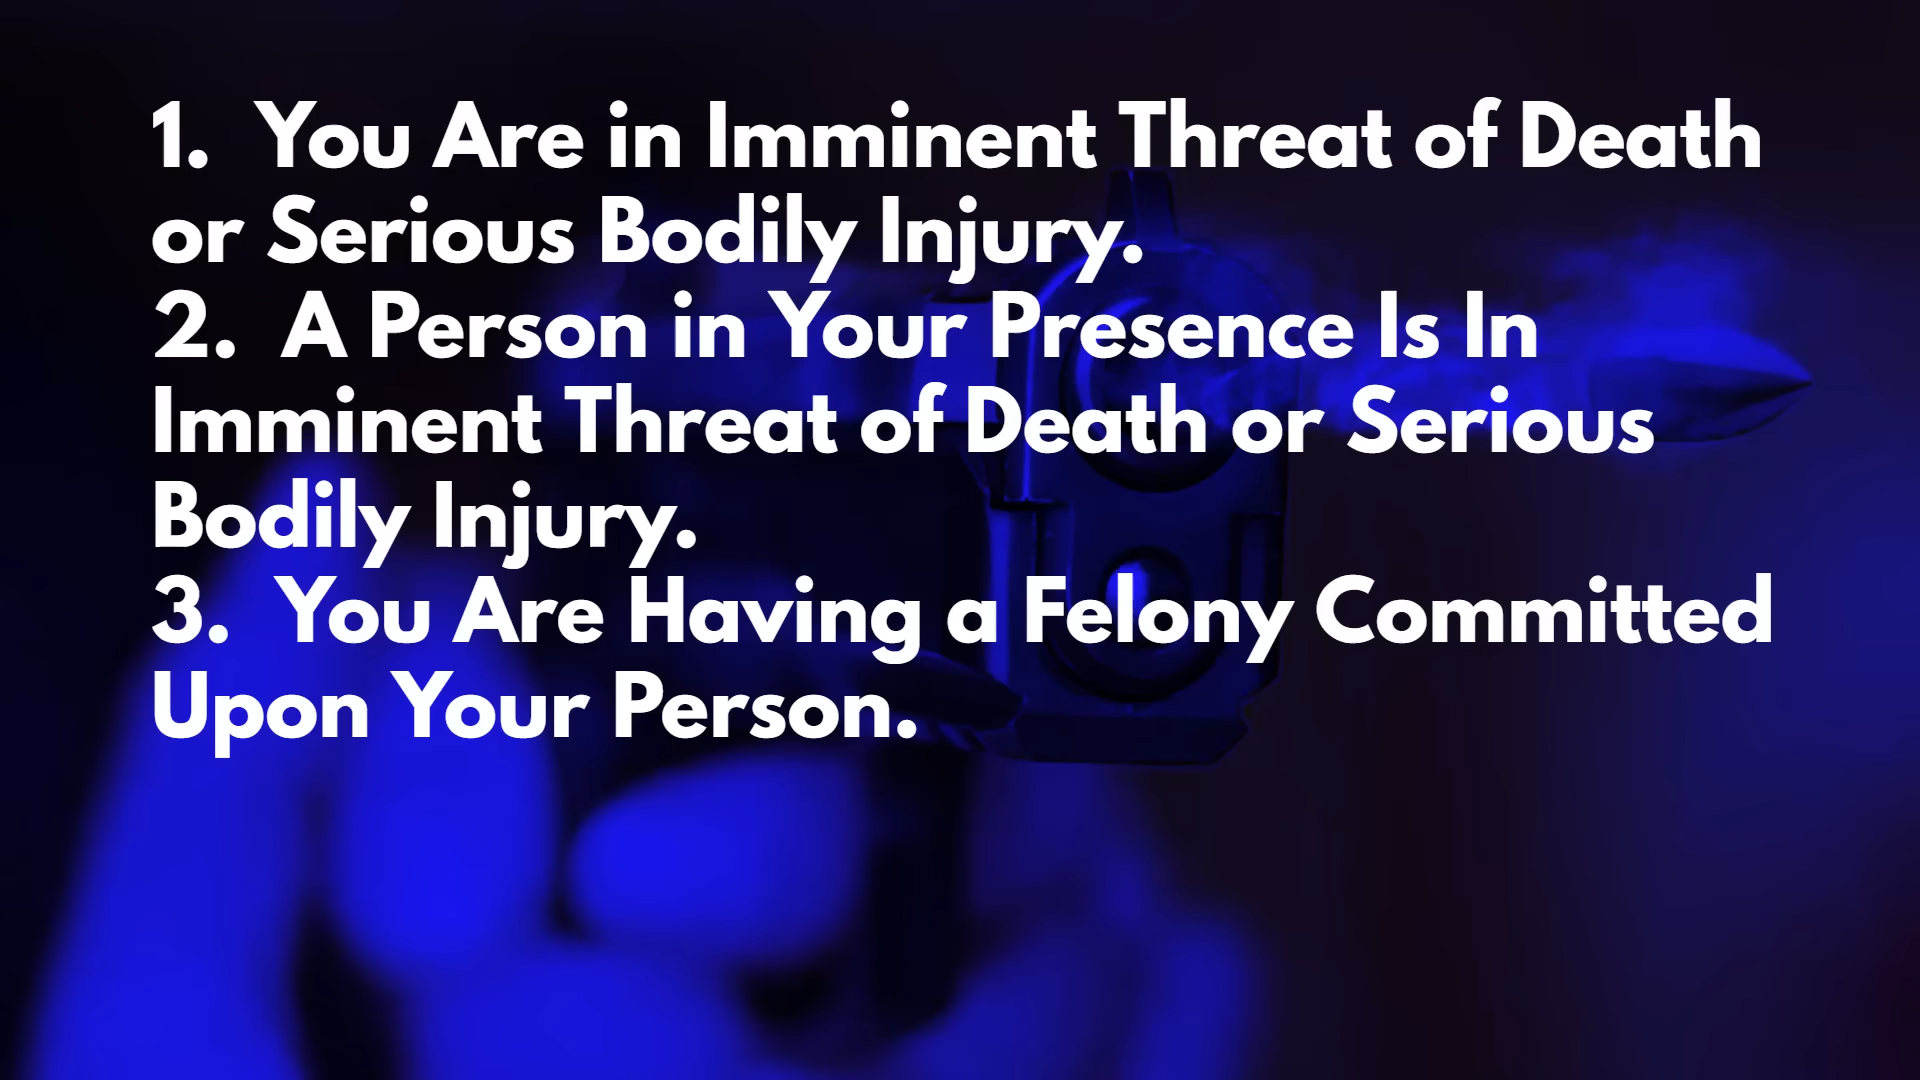 1. You Are in Imminent Threat of Death
or Serious Bodily Injury.
2. A Person in Your Presence Is In
Imminent Threat of Death or Serious
Bodily Injury.
3. You Are Having a Felony Committed
Upon Your Person.